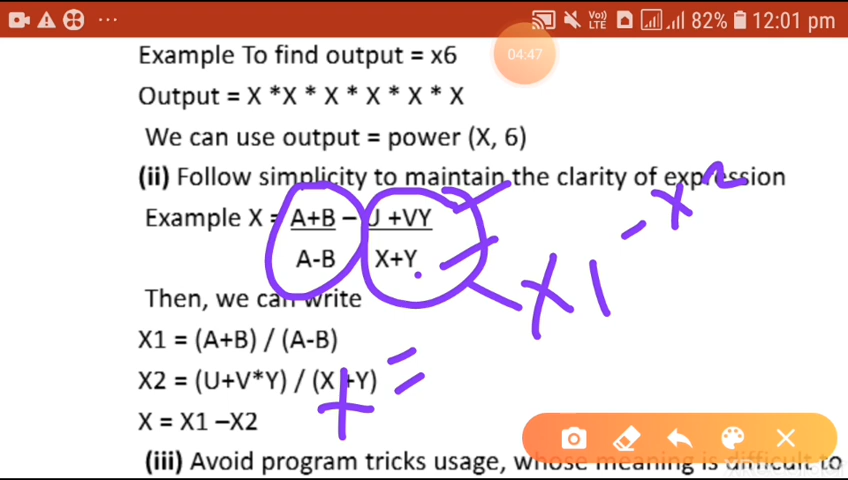 ... Vo)) LTE 82% 12:01 pm
04:47
Example To find output = x6
Output = X *X * X * X * X * X
We can use output = power (X, 6)
(ii) Follow simplicity to maintain the clarity of expression
Example X = A+B – U +VY
A-B X+Y
X1 - X2
Then, we can write
X1 = (A+B) / (A-B)
X2 = (U+V*Y) / (X +Y)
X =
X = X1 –X2
(iii) Avoid program tricks usage, whose meaning is difficult to